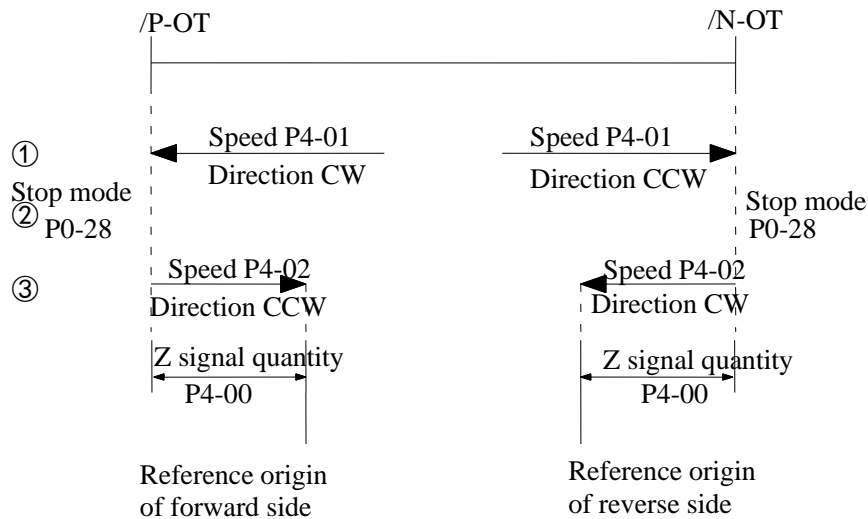 /P-OT
/N-OT
①
Speed P4-01
Direction CW
Speed P4-01
Direction CCW
Stop mode
②
P0-28
Stop mode
P0-28
③
Speed P4-02
Direction CCW
Speed P4-02
Direction CW
Z signal quantity
P4-00
Z signal quantity
P4-00
Reference origin
of forward side
Reference origin
of reverse side